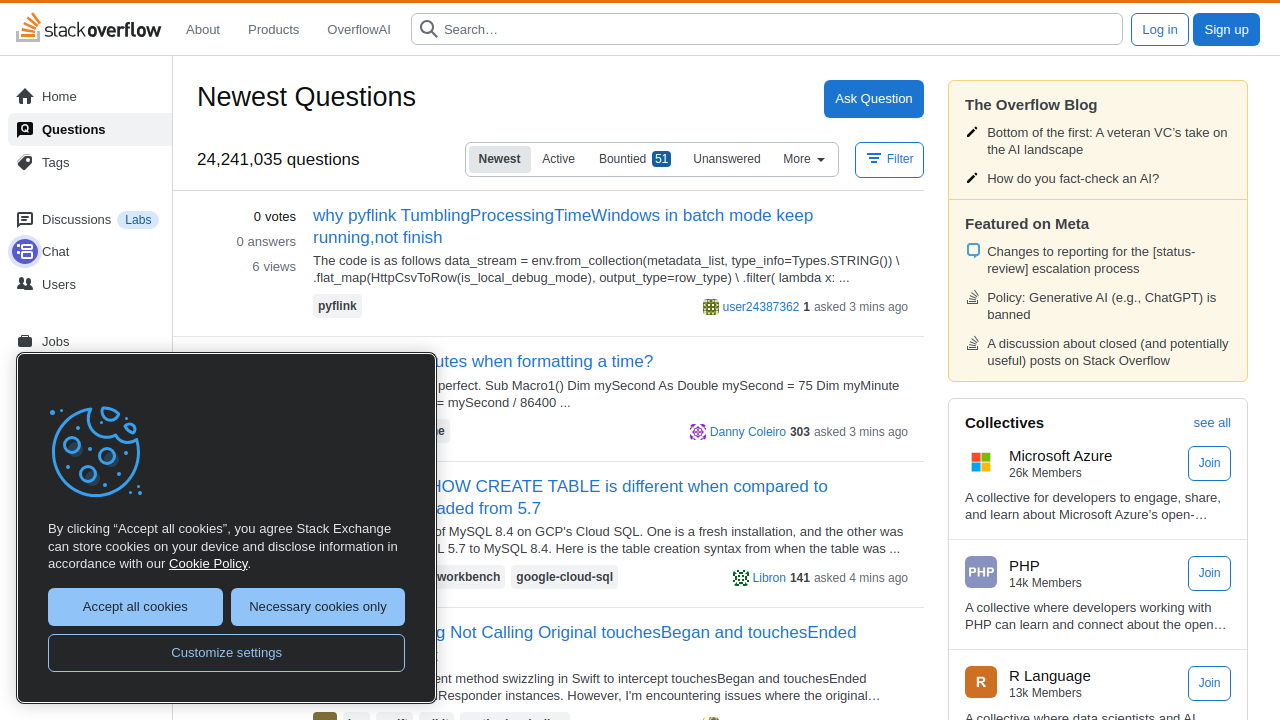 stackoverflow
About
Products
OverflowAI
Search…
Log in
Sign up
Home
Questions
Tags
Discussions
Labs
Chat
Users
Jobs
Newest Questions
Ask Question
24,241,035 questions
Newest
Active
Bountied 51
Unanswered
More
Filter
0 votes
0 answers
6 views
why pyflink TumblingProcessingTimeWindows in batch mode keep
running,not finish
The code is as follows data_stream = env.from_collection(metadata_list, type_info=Types.STRING()) \
.flat_map(HttpCsvToRow(is_local_debug_mode), output_type=row_type) \ .filter( lambda x: ...
pyflink
user24387362 1 asked 3 mins ago
utes when formatting a time?
perfect. Sub Macro1() Dim mySecond As Double mySecond = 75 Dim myMinute
= mySecond / 86400 ...
Danny Coleiro 303 asked 3 mins ago
HOW CREATE TABLE is different when compared to
aded from 5.7
of MySQL 8.4 on GCP's Cloud SQL. One is a fresh installation, and the other was
L 5.7 to MySQL 8.4. Here is the table creation syntax from when the table was ...
workbench
google-cloud-sql
Libron 141 asked 4 mins ago
g Not Calling Original touchesBegan and touchesEnded
ent method swizzling in Swift to intercept touchesBegan and touchesEnded
Responder instances. However, I'm encountering issues where the original…
By clicking “Accept all cookies”, you agree Stack Exchange
can store cookies on your device and disclose information in
accordance with our Cookie Policy.
Accept all cookies
Necessary cookies only
Customize settings
The Overflow Blog
Bottom of the first: A veteran VC’s take on
the AI landscape
How do you fact-check an AI?
Featured on Meta
Changes to reporting for the [status-
review] escalation process
Policy: Generative AI (e.g., ChatGPT) is
banned
A discussion about closed (and potentially
useful) posts on Stack Overflow
Collectives
see all
Microsoft Azure
26k Members
Join
A collective for developers to engage, share,
and learn about Microsoft Azure’s open-…
PHP
PHP
14k Members
Join
A collective where developers working with
PHP can learn and connect about the open…
R
R Language
13k Members
Join
A collective where data scientists and AI